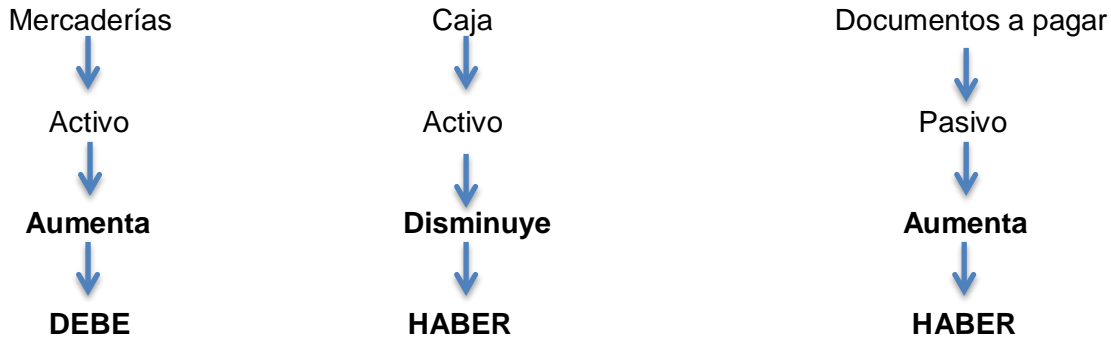 Mercaderías Caja Documentos a pagar
Activo Activo Pasivo
Aumenta Disminuye Aumenta
DEBE HABER HABER